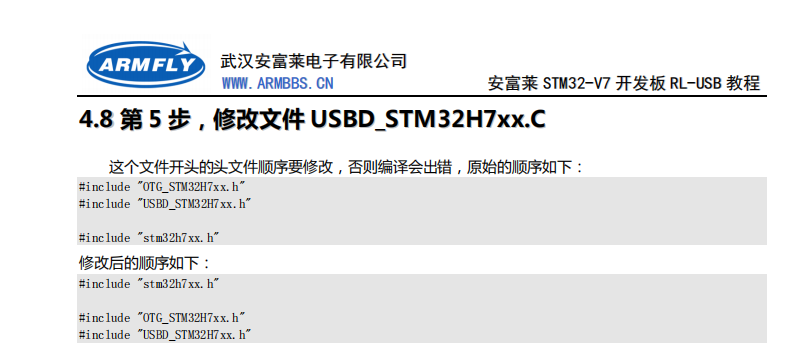 ARMFLY
武汉安富莱电子有限公司
WWW.ARMBBS.CN
安富莱 STM32-V7 开发板 RL-USB 教程
4.8 第 5 步，修改文件 USBD_STM32H7xx.C
这个文件开头的头文件顺序要修改，否则编译会出错，原始的顺序如下：
#include "OTG_STM32H7xx.h"
#include "USBD_STM32H7xx.h"
#include "stm32h7xx.h"
修改后的顺序如下：
#include "stm32h7xx.h"
#include "OTG_STM32H7xx.h"
#include "USBD_STM32H7xx.h"